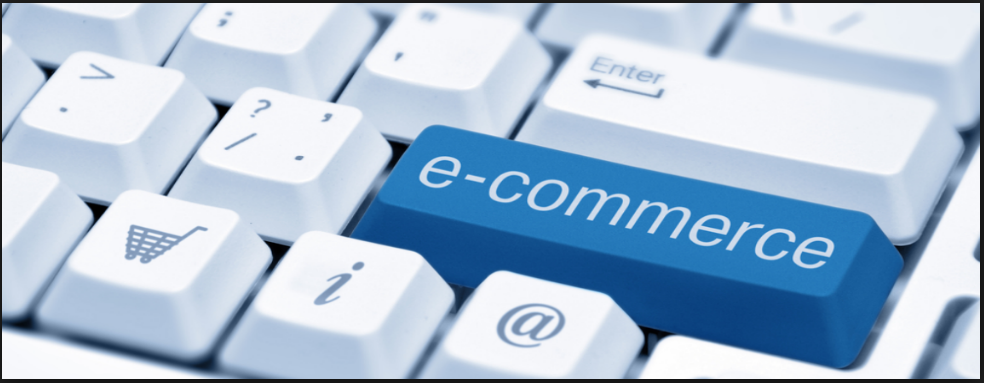 ;
"
'
Enter
>
.
? ,
/ .
e-commerce
i
@